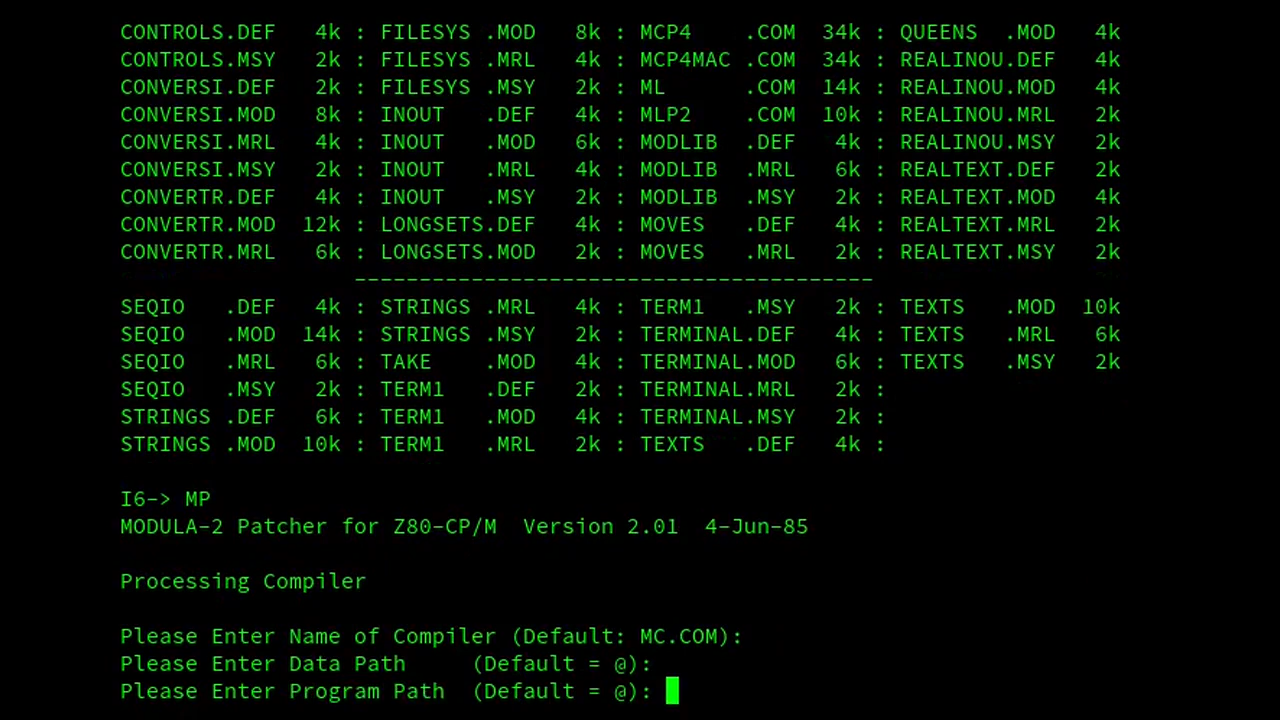 CONTROLS.DEF   4k : FILESYS .MOD   8k : MCP4    .COM  34k : QUEENS  .MOD   4k
CONTROLS.MSY   2k : FILESYS .MRL   4k : MCP4MAC .COM  34k : REALINOU.DEF   4k
CONVERSI.DEF   2k : FILESYS .MSY   2k : ML      .COM  14k : REALINOU.MOD   4k
CONVERSI.MOD   8k : INOUT   .DEF   4k : MLP2    .COM  10k : REALINOU.MRL   2k
CONVERSI.MRL   4k : INOUT   .MOD   6k : MODLIB  .DEF   4k : REALINOU.MSY   2k
CONVERSI.MSY   2k : INOUT   .MRL   4k : MODLIB  .MRL   6k : REALTEXT.DEF   2k
CONVERTR.DEF   4k : INOUT   .MSY   2k : MODLIB  .MSY   2k : REALTEXT.MOD   4k
CONVERTR.MOD  12k : LONGSETS.DEF   4k : MOVES   .DEF   4k : REALTEXT.MRL   2k
CONVERTR.MRL   6k : LONGSETS.MOD   2k : MOVES   .MRL   2k : REALTEXT.MSY   2k
----------------------------------------
SEQIO   .DEF   4k : STRINGS .MRL   4k : TERM1   .MSY   2k : TEXTS   .MOD  10k
SEQIO   .MOD  14k : STRINGS .MSY   2k : TERMINAL.DEF   4k : TEXTS   .MRL   6k
SEQIO   .MRL   6k : TAKE    .MOD   4k : TERMINAL.MOD   6k : TEXTS   .MSY   2k
SEQIO   .MSY   2k : TERM1   .DEF   2k : TERMINAL.MRL   2k :
STRINGS .DEF   6k : TERM1   .MOD   4k : TERMINAL.MSY   2k :
STRINGS .MOD  10k : TERM1   .MRL   2k : TEXTS   .DEF   4k :
I6-> MP
MODULA-2 Patcher for Z80-CP/M  Version 2.01  4-Jun-85
Processing Compiler
Please Enter Name of Compiler (Default: MC.COM):
Please Enter Data Path     (Default = @):
Please Enter Program Path  (Default = @):